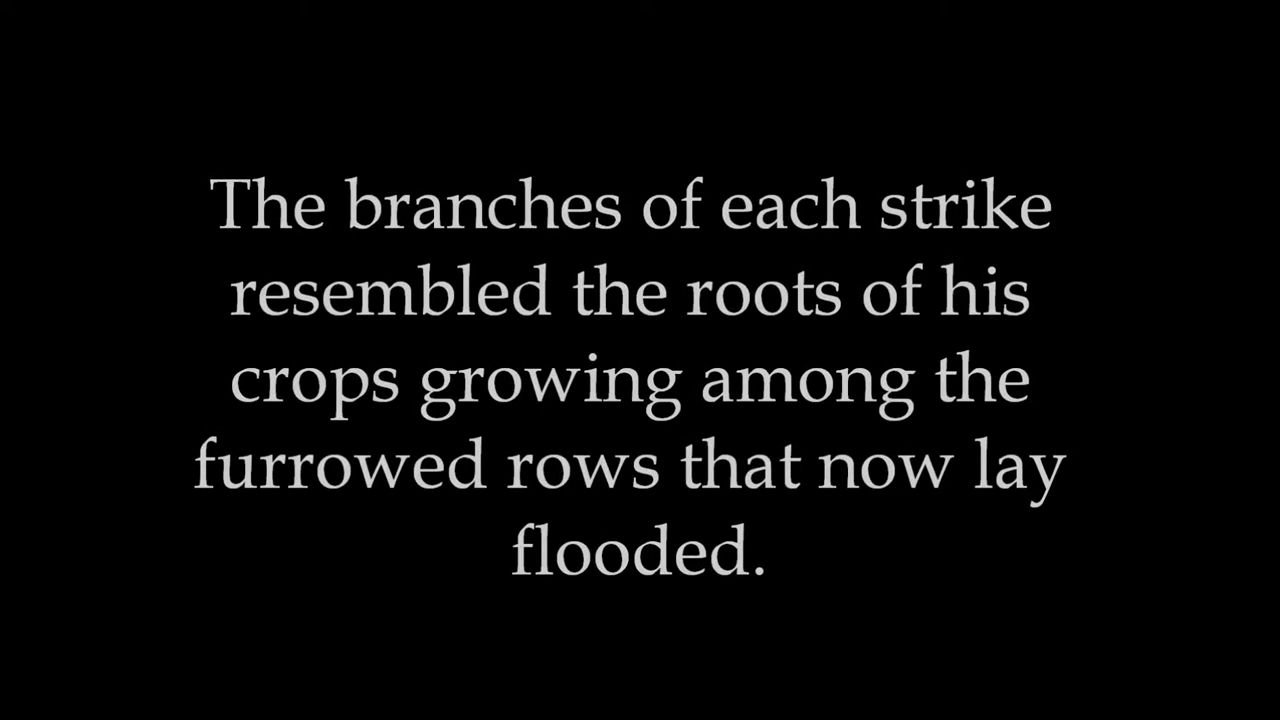 The branches of each strike
resembled the roots of his
crops growing among the
furrowed rows that now lay
flooded.